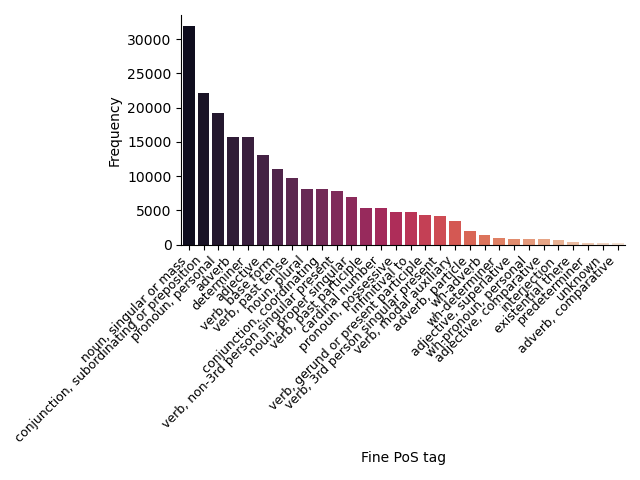 30000
25000
20000
15000
10000
5000
0
Frequency
noun, singular or mass
conjunction, subordinating or preposition
pronoun, personal
adverb
determiner
adjective
verb, base form
verb, past tense
noun, plural
conjunction, coordinating
verb, non-3rd person singular present
noun, proper singular
verb, past participle
cardinal number
pronoun, possessive
infinitival to
verb, gerund or present participle
verb, 3rd person singular present
verb, modal auxiliary
adverb, particle
wh-adverb
wh-determiner
adjective, superlative
wh-pronoun, personal
adjective, comparative
interjection
existential there
predeterminer
unknown
adverb, comparative
Fine PoS tag